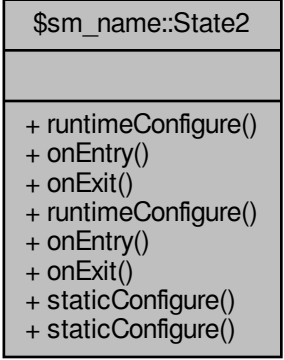 $sm_name::State2
+ runtimeConfigure()
+ onEntry()
+ onExit()
+ runtimeConfigure()
+ onEntry()
+ onExit()
+ staticConfigure()
+ staticConfigure()